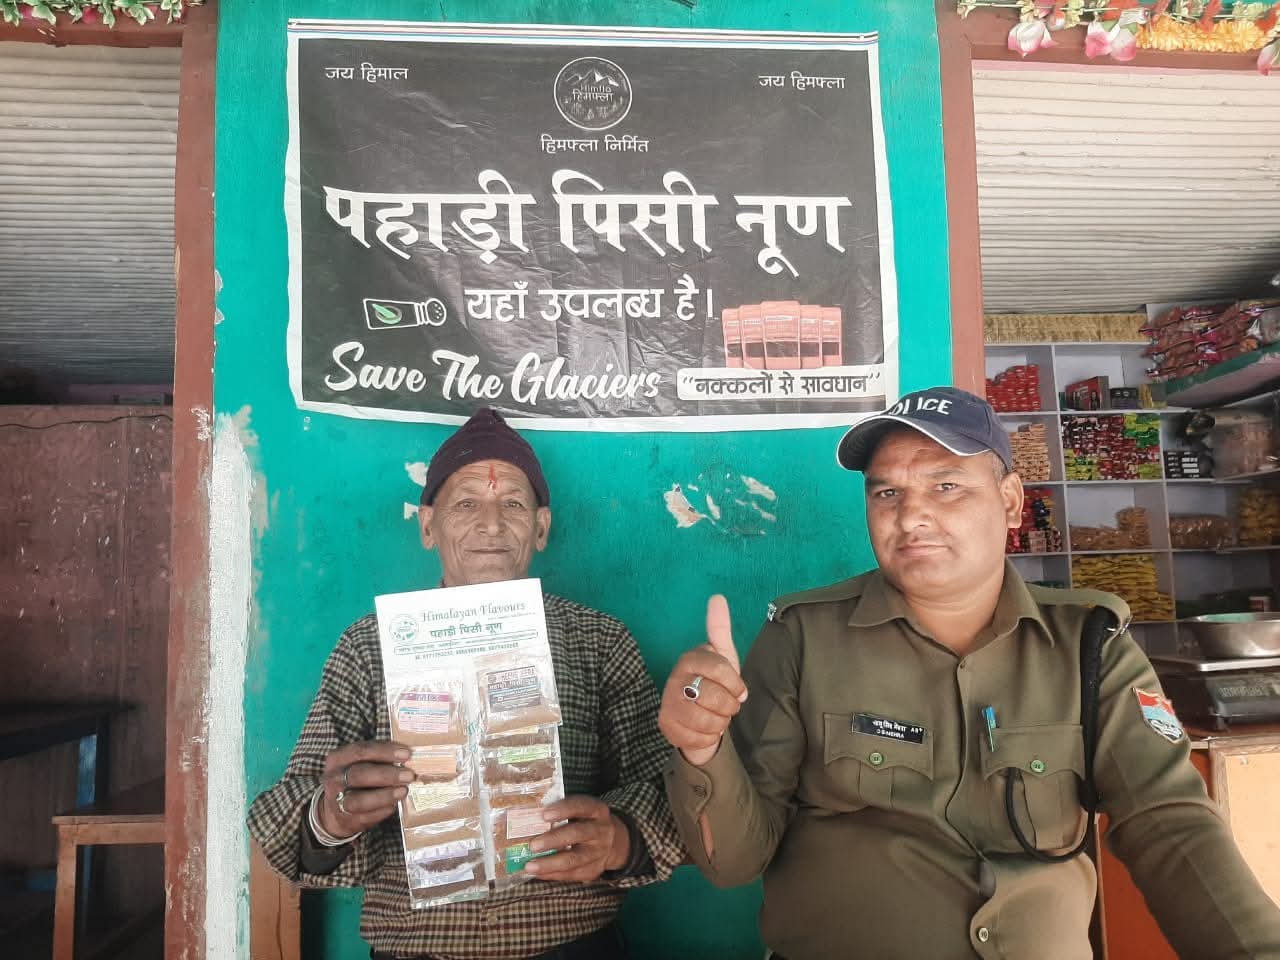 जय हिमाल
जय हिमफ्ला
Himfla
हिमफ्ला
हिमफ्ला निर्मित
पहाड़ी पिसी नूण
यहाँ उपलब्ध है।
Save The Glaciers
"नक्कलों से सावधान"
POLICE
Himalayan Flavours
पहाड़ी पिसी नूण
A B+
D S MEHRA